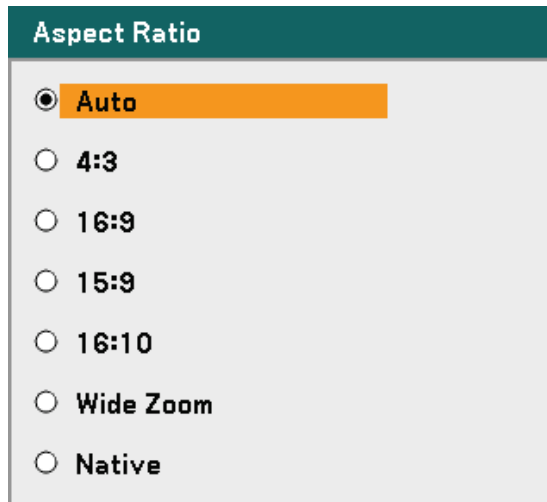 Aspect Ratio
Auto
4:3
16:9
15:9
16:10
Wide Zoom
Native